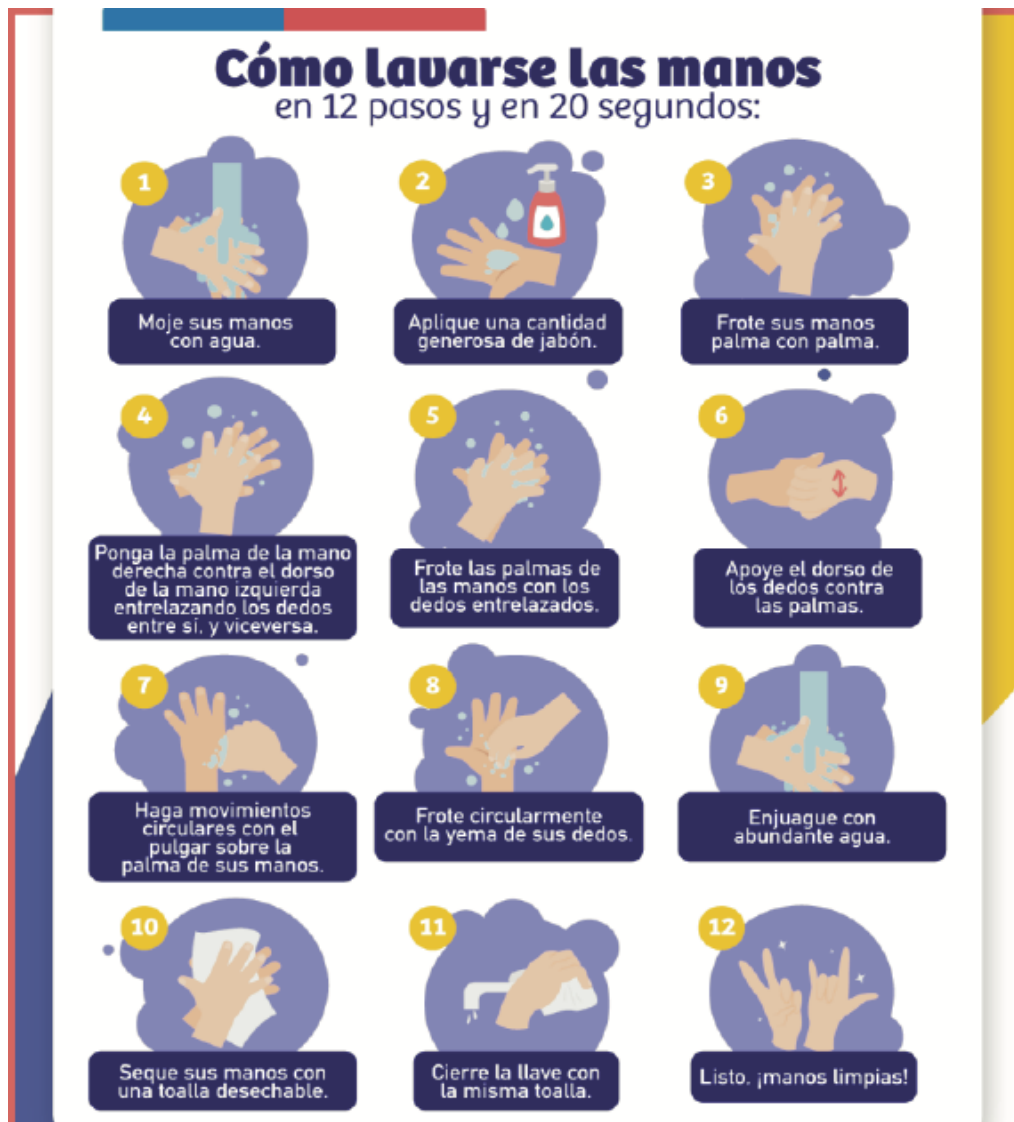 Cómo lavarse las manos
en 12 pasos y en 20 segundos:
1
Moje sus manos
con agua.
2
Aplique una cantidad
generosa de jabón.
3
Frote sus manos
palma con palma.
4
Ponga la palma de la mano
derecha contra el dorso
de la mano izquierda
entrelazando los dedos
entre sí, y viceversa.
5
Frote las palmas de
las manos con los
dedos entrelazados.
6
Apoye el dorso de
los dedos contra
las palmas.
7
Haga movimientos
circulares con el
pulgar sobre la
palma de sus manos.
8
Frote circularmente
con la yema de sus dedos.
9
Enjuague con
abundante agua.
10
Seque sus manos con
una toalla desechable.
11
Cierre la llave con
la misma toalla.
12
Listo, ¡manos limpias!